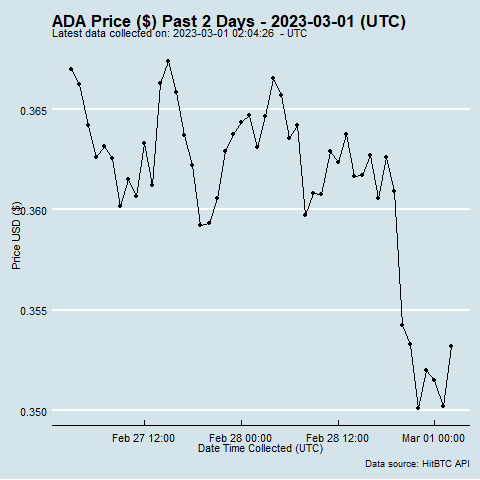 ADA Price ($) Past 2 Days - 2023-03-01 (UTC)
Latest data collected on: 2023-03-01 02:04:26 - UTC
0.365
0.360
0.355
0.350
Price USD ($)
Feb 27 12:00
Feb 28 00:00
Feb 28 12:00
Mar 01 00:00
Date Time Collected (UTC)
Data source: HitBTC API